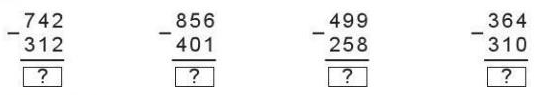 742 856 499 364
- - - -
312 401 258 310
? ? ? ?